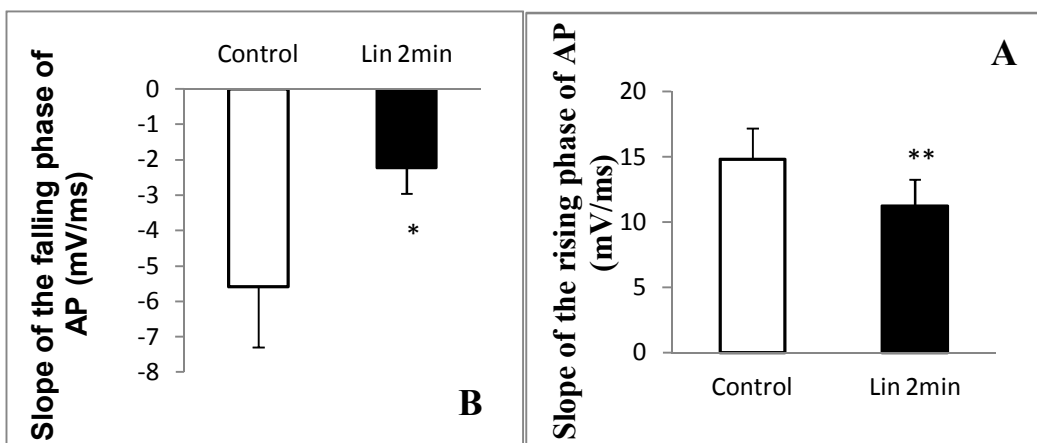 Slope of the falling phase of
AP (mV/ms)
Control Lin 2min
0
-1
-2
-3
-4
-5
-6
-7
-8
*
B
Slope of the rising phase of AP
(mV/ms)
A
20
15
10
5
0
**
Control Lin 2min